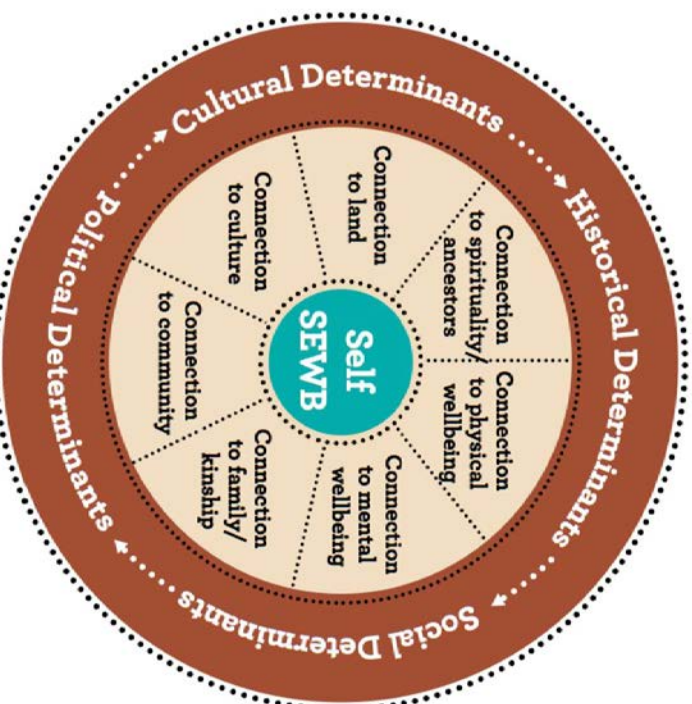 Historical Determinants
Social Determinants
Political Determinants
Cultural Determinants
Connection
to spirituality/
ancestors
Connection
to physical
wellbeing
Connection
to mental
wellbeing
Connection
to family/
kinship
Connection
to community
Connection
to culture
Connection
to land
Self
SEWB